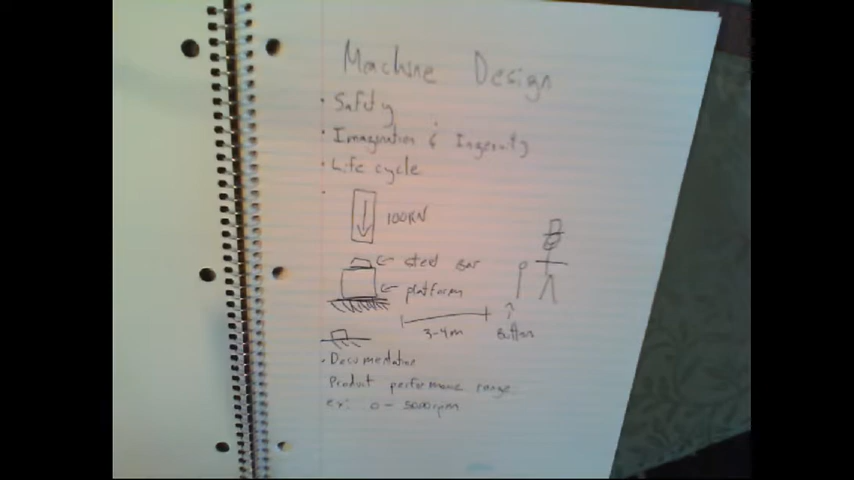 Machine Design
• Safety
• Imagination & Ingenuity
• Life cycle
•
100KN
← steel Bar
← platform
3-4m
Button
• Documentation
Product performance range
ex: 0 - 5000rpm